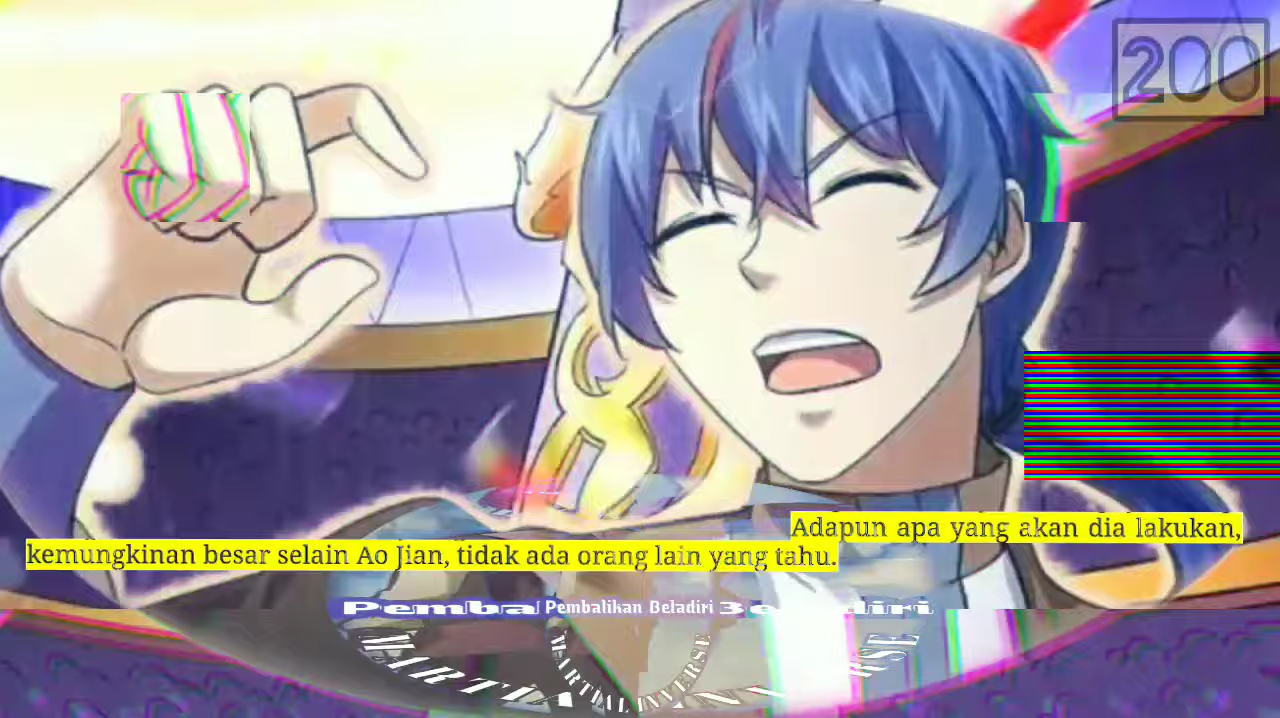 200
Adapun apa yang akan dia lakukan,
kemungkinan besar selain Ao Jian, tidak ada orang lain yang tahu.
Pembalikan Beladiri
MARTIAL INVERSE